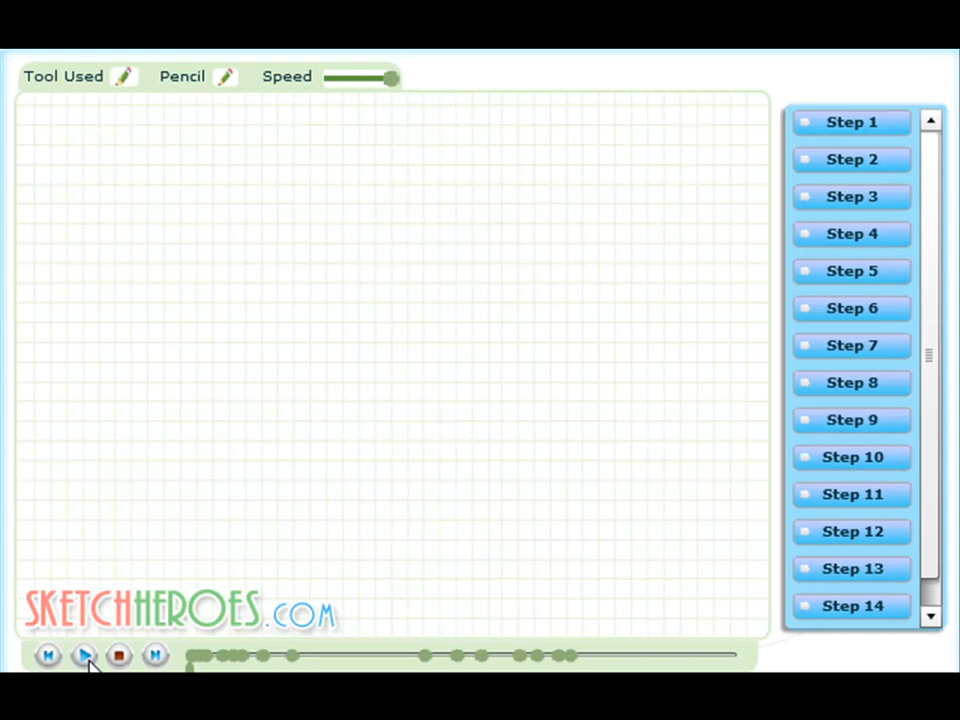 Tool Used Pencil Speed
Step 1
Step 2
Step 3
Step 4
Step 5
Step 6
Step 7
Step 8
Step 9
Step 10
Step 11
Step 12
Step 13
Step 14
SKETCHHEROES.COM